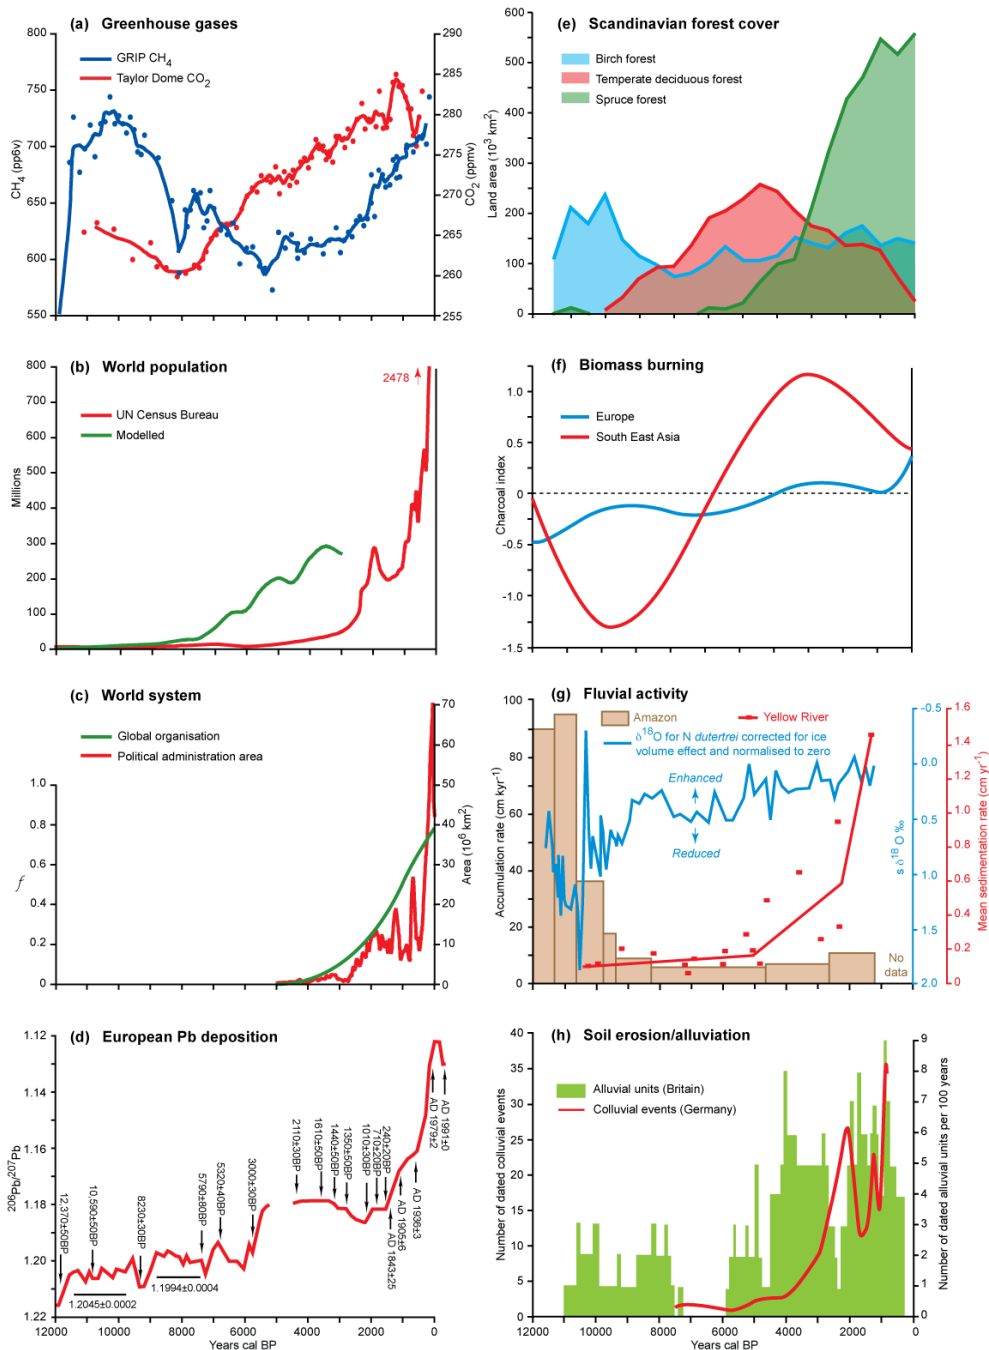 (a) Greenhouse gases
GRIP CH4
Taylor Dome CO2
CH4 (pp6v)
CO2 (ppmv)
800
750
700
650
600
550
290
285
280
275
270
265
260
255
(b) World population
UN Census Bureau
Modelled
2478
Millions
800
700
600
500
400
300
200
100
0
12000 10000 8000 6000 4000 2000 0
(c) World system
Global organisation
Political administration area
f
Area (10^6 km2)
1.0
0.8
0.6
0.4
0.2
0
70
60
50
40
30
20
10
0
(d) European Pb deposition
206Pb/207Pb
1.12
1.14
1.16
1.18
1.20
1.22
12,370±50BP
10,590±50BP
8230±30BP
5790±80BP
5320±40BP
3000±30BP
2110±30BP
1610±50BP
1440±50BP
1350±50BP
1010±30BP
710±20BP
240±20BP
AD 1843±25
AD 1905±6
AD 1936±3
AD 1979±2
AD 1991±0
1.2045±0.0002
1.1994±0.0004
12000 10000 8000 6000 4000 2000 0
Years cal BP
(e) Scandinavian forest cover
Birch forest
Temperate deciduous forest
Spruce forest
Land area (10^3 km2)
600
550
500
400
300
200
150
100
0
(f) Biomass burning
Europe
South East Asia
Charcoal index
1.0
0.5
0
-0.5
-1.0
-1.5
(g) Fluvial activity
Amazon
Yellow River
δ18O for N dutertrei corrected for ice
volume effect and normalised to zero
Enhanced
Reduced
No
data
Accumulation rate (cm kyr-1)
s δ18O ‰
Mean sedimentation rate (cm yr-1)
100
80
60
40
20
10
0
-0.5
0.0
0.5
1.0
1.5
2.0
1.6
1.4
1.2
1.0
0.8
0.6
0.4
0.2
0
(h) Soil erosion/alluviation
Alluvial units (Britain)
Colluvial events (Germany)
Number of dated colluvial events
Number of dated alluvial units per 100 years
40
35
30
25
20
15
10
5
0
9
8
7
6
5
4
3
2
1
0
12000 10000 8000 6000 4000 2000 0
Years cal BP